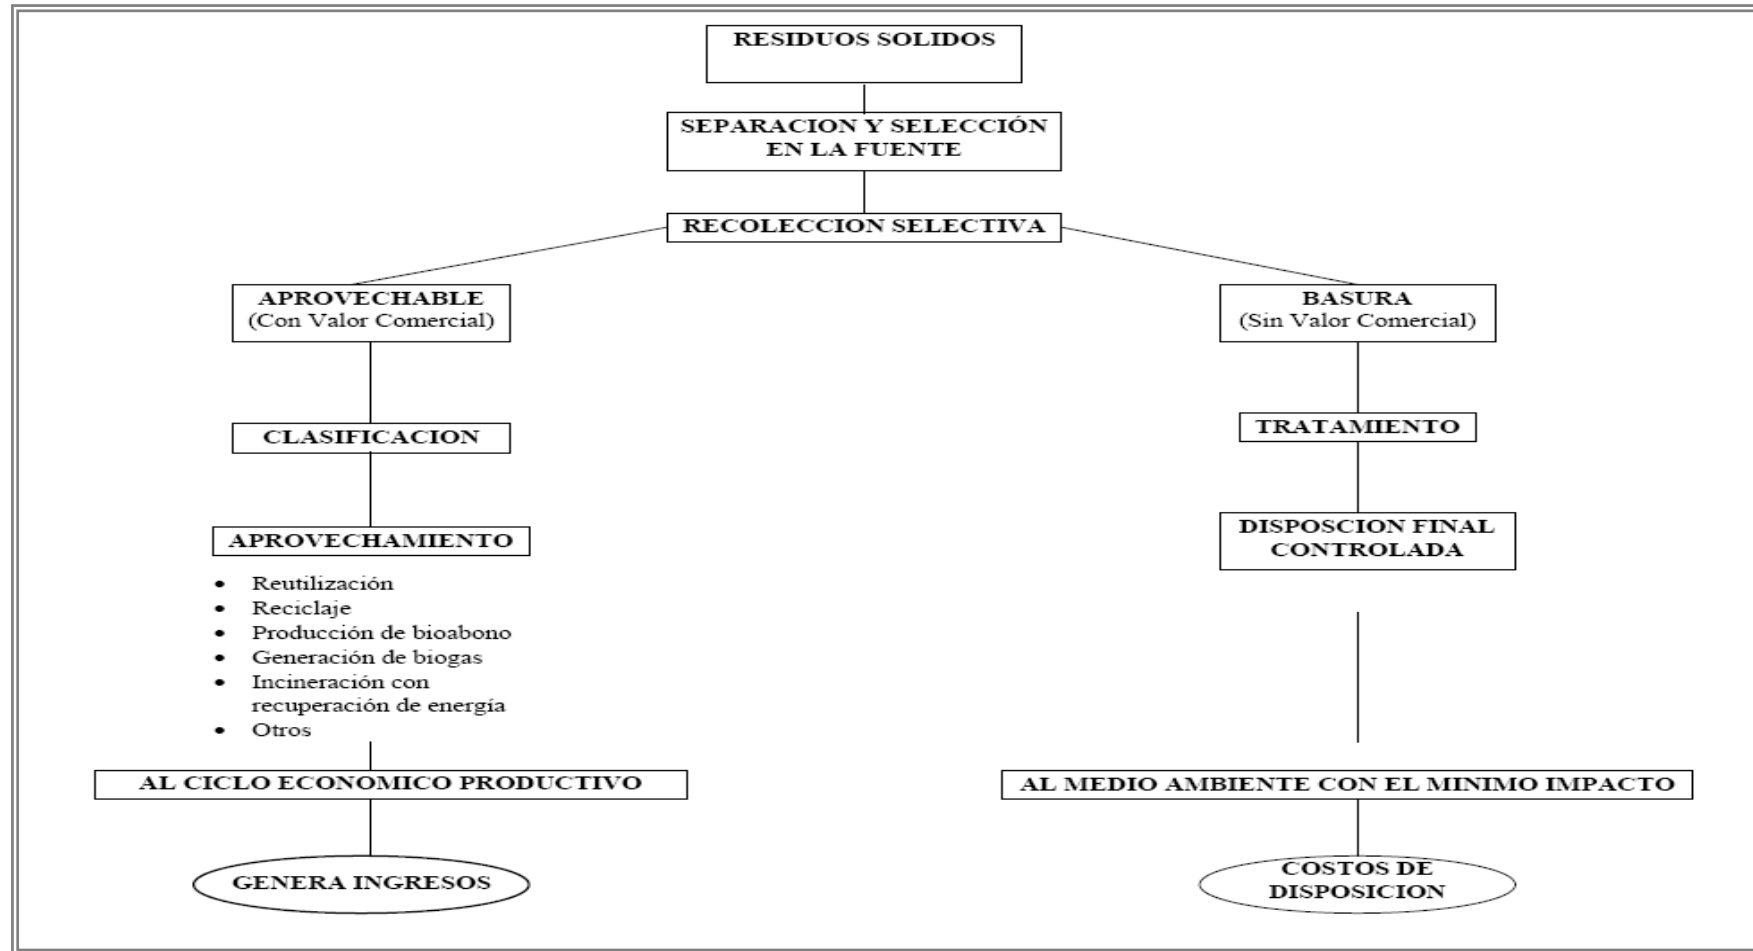 RESIDUOS SOLIDOS
SEPARACION Y SELECCIÓN
EN LA FUENTE
RECOLECCION SELECTIVA
APROVECHABLE
(Con Valor Comercial)
BASURA
(Sin Valor Comercial)
CLASIFICACION
TRATAMIENTO
APROVECHAMIENTO
DISPOSCION FINAL
CONTROLADA
• Reutilización
• Reciclaje
• Producción de bioabono
• Generación de biogas
• Incineración con
recuperación de energía
• Otros
AL CICLO ECONOMICO PRODUCTIVO
AL MEDIO AMBIENTE CON EL MINIMO IMPACTO
GENERA INGRESOS
COSTOS DE
DISPOSICION